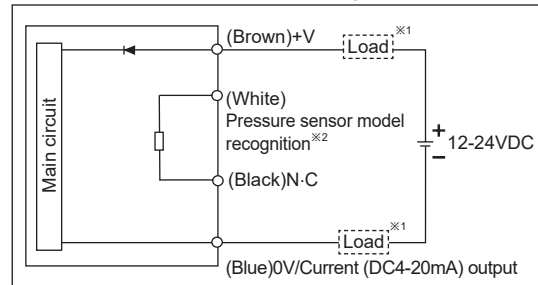 (Brown)+V
Load※1
(White)
Pressure sensor model
recognition※2
Main circuit
+
12-24VDC
−
(Black)N·C
Load※1
(Blue)0V/Current (DC4-20mA) output